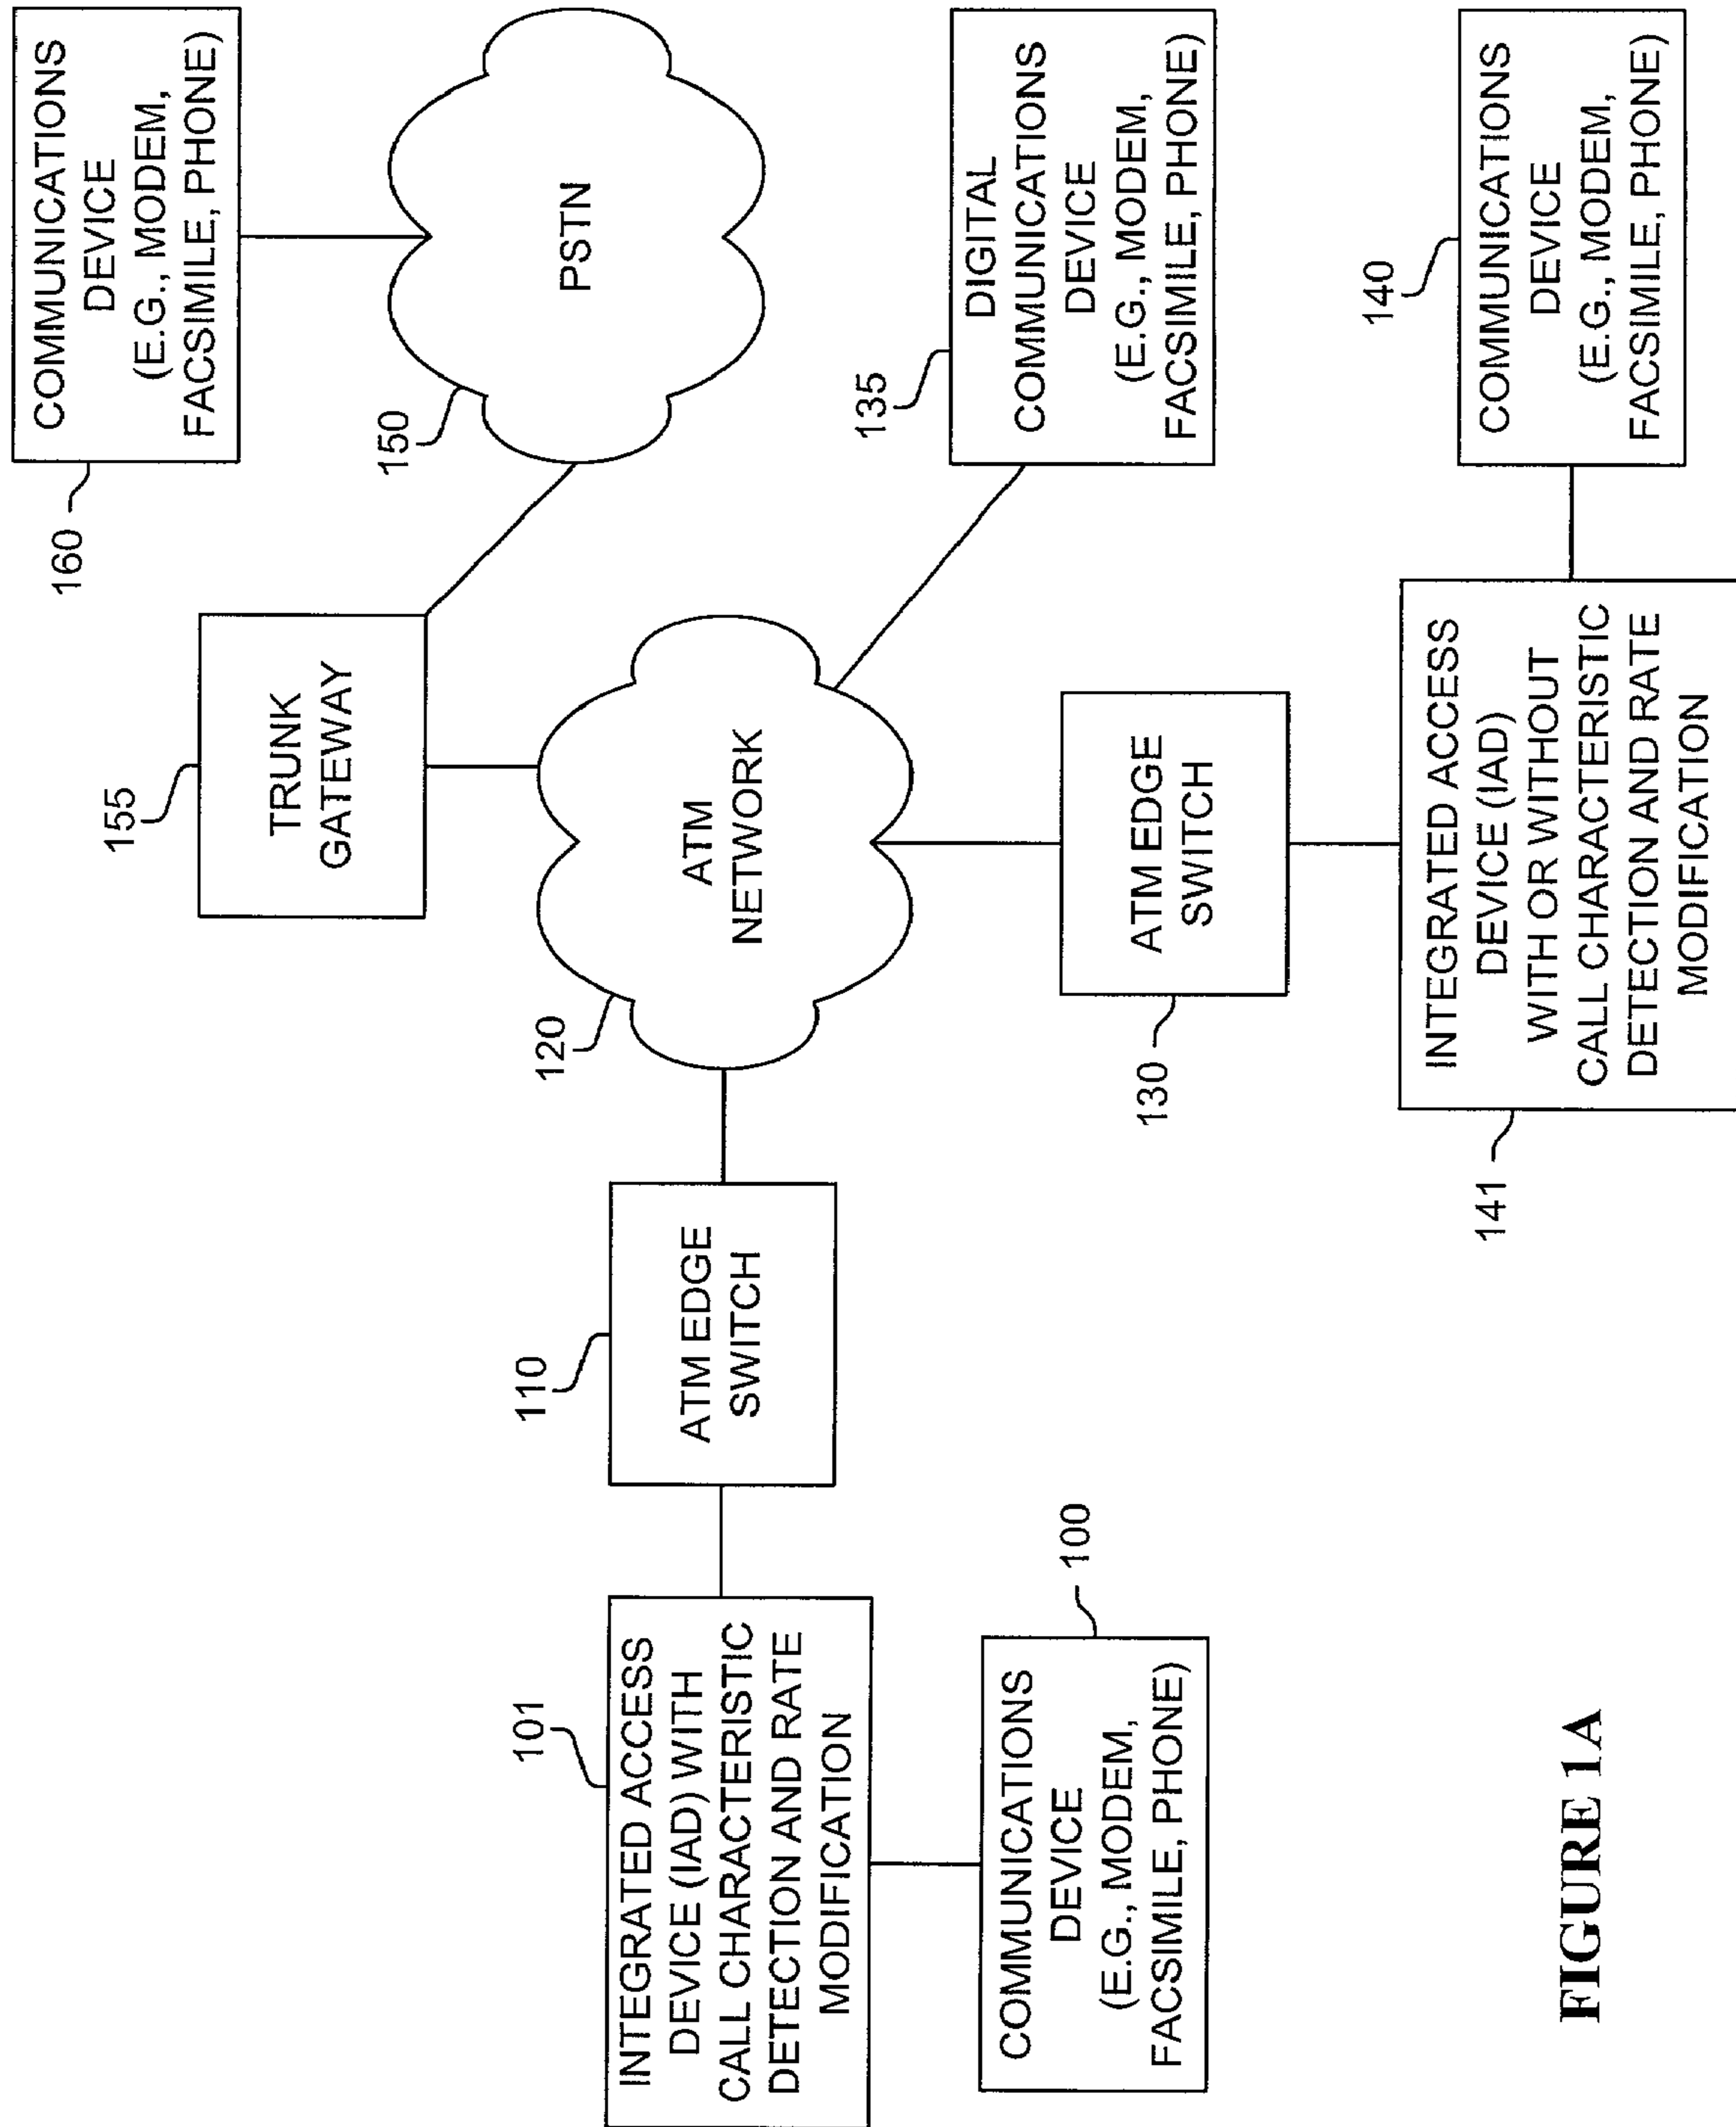 160
COMMUNICATIONS
DEVICE
(E.G., MODEM,
FACSIMILE, PHONE)
155
TRUNK
GATEWAY
150
PSTN
101
INTEGRATED ACCESS
DEVICE (IAD) WITH
CALL CHARACTERISTIC
DETECTION AND RATE
MODIFICATION
110
ATM EDGE
SWITCH
120
ATM
NETWORK
135
DIGITAL
COMMUNICATIONS
DEVICE
(E.G., MODEM,
FACSIMILE, PHONE)
100
COMMUNICATIONS
DEVICE
(E.G., MODEM,
FACSIMILE, PHONE)
130
ATM EDGE
SWITCH
141
INTEGRATED ACCESS
DEVICE (IAD)
WITH OR WITHOUT
CALL CHARACTERISTIC
DETECTION AND RATE
MODIFICATION
140
COMMUNICATIONS
DEVICE
(E.G., MODEM,
FACSIMILE, PHONE)
FIGURE 1A